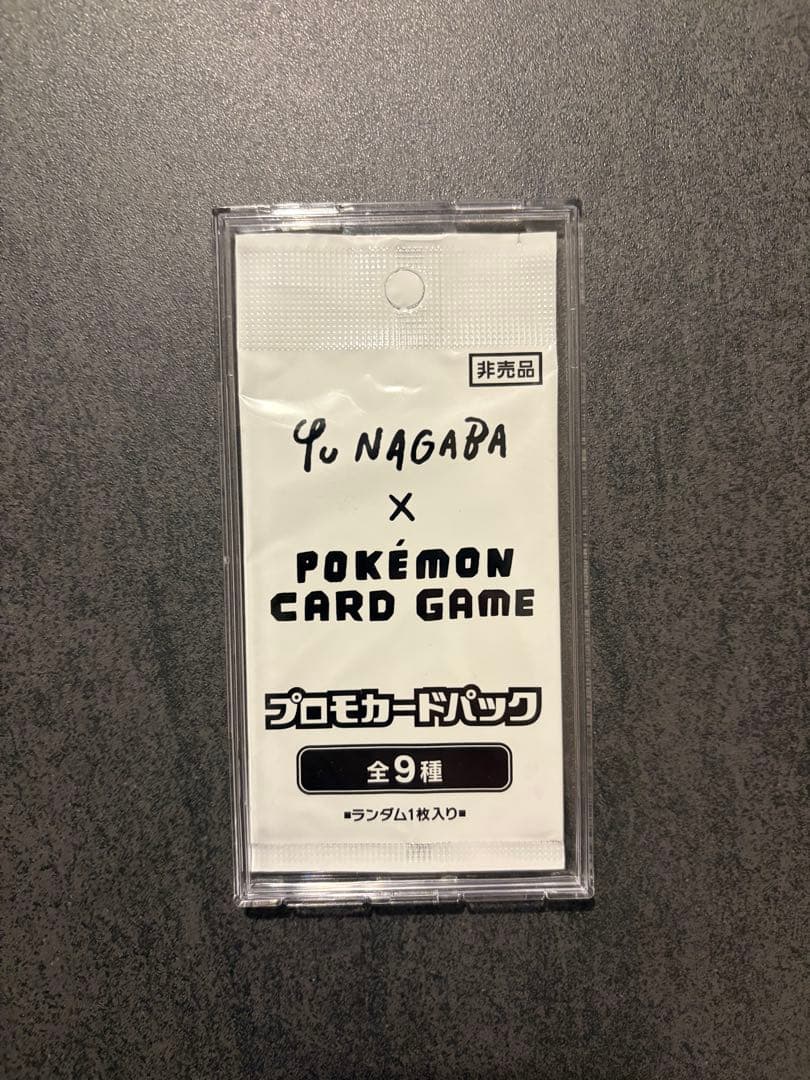 非売品
Yu NAGABA
×
POKÉMON
CARD GAME
プロモカードパック
全9種
■ランダム1枚入り■